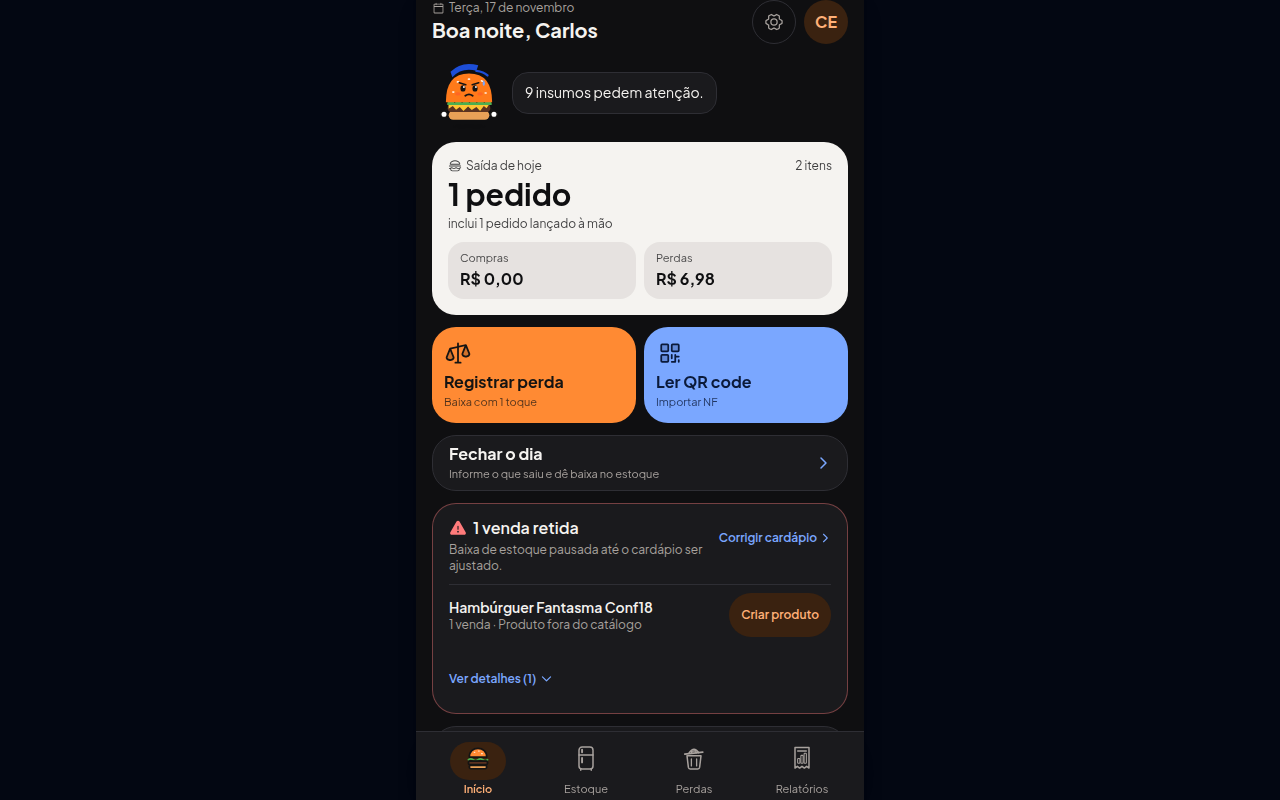 Terça, 17 de novembro
Boa noite, Carlos
CE
9 insumos pedem atenção.
Saída de hoje
2 itens
1 pedido
inclui 1 pedido lançado à mão
Compras
R$ 0,00
Perdas
R$ 6,98
Registrar perda
Baixa com 1 toque
Ler QR code
Importar NF
Fechar o dia
Informe o que saiu e dê baixa no estoque
1 venda retida
Corrigir cardápio
Baixa de estoque pausada até o cardápio ser
ajustado.
Hambúrguer Fantasma Conf18
1 venda · Produto fora do catálogo
Criar produto
Ver detalhes (1)
Início
Estoque
Perdas
Relatórios